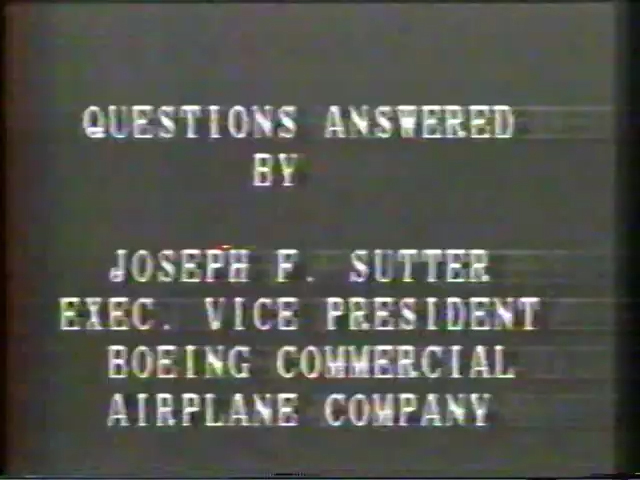 QUESTIONS ANSWERED
BY
JOSEPH F. SUTTER
EXEC. VICE PRESIDENT
BOEING COMMERCIAL
AIRPLANE COMPANY